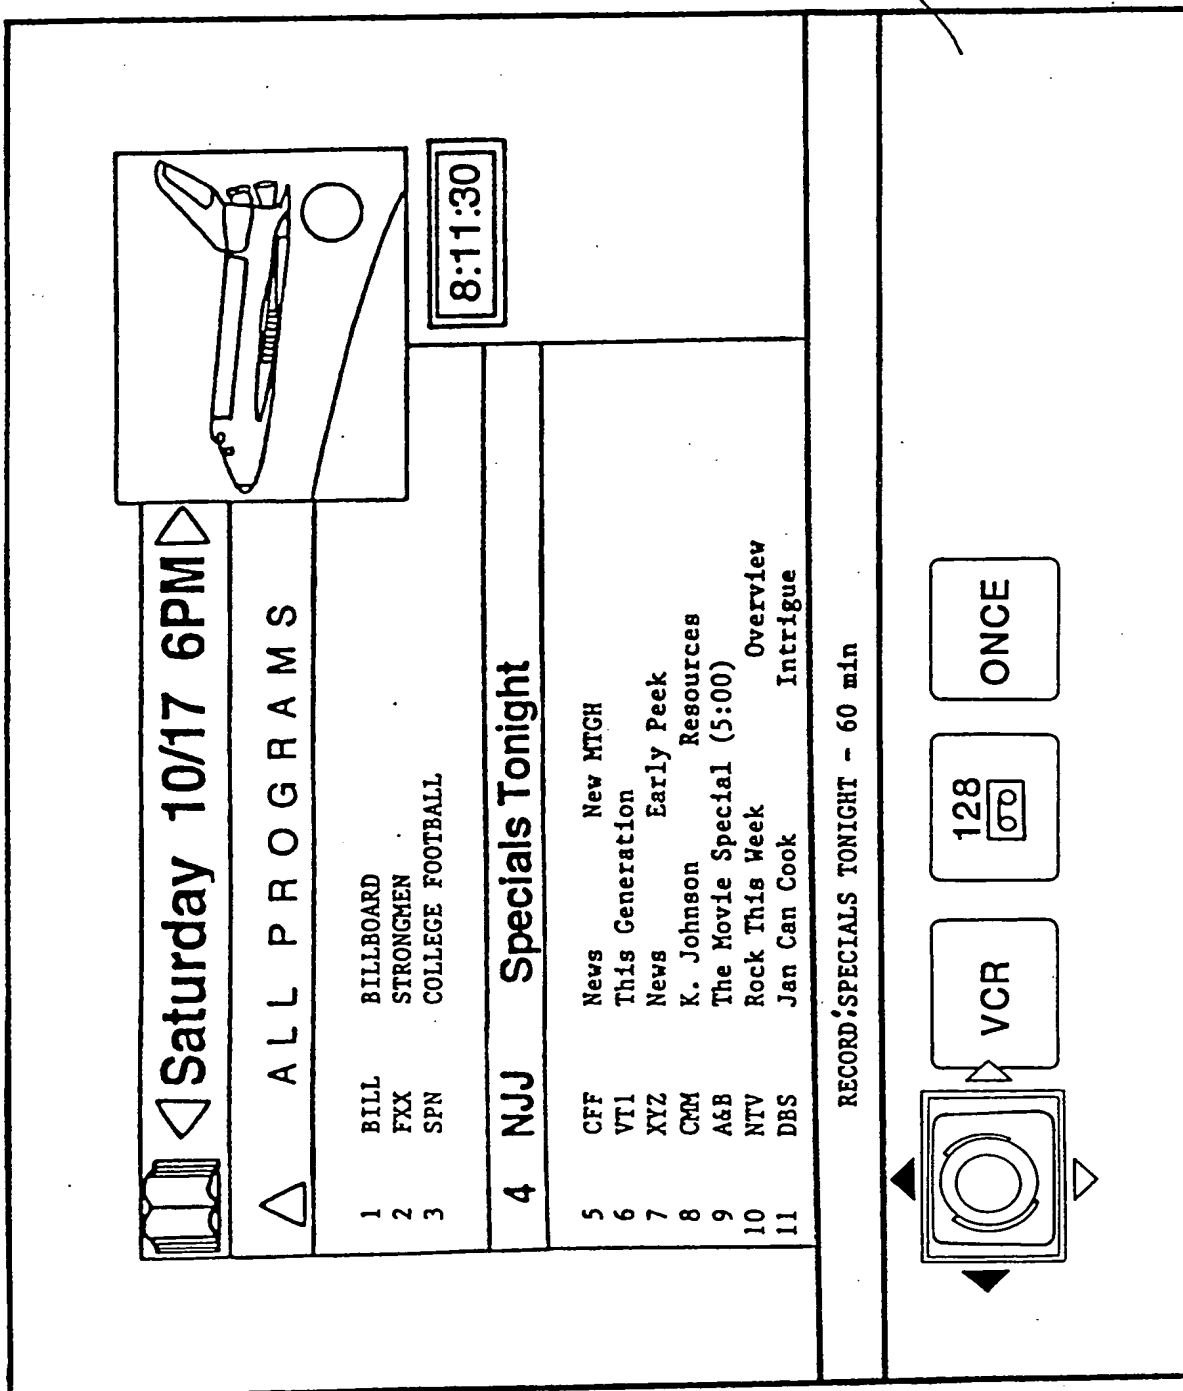 Saturday 10/17 6PM
ALL PROGRAMS
1 BILL BILLBOARD
2 FXX STRONGMEN
3 SPN COLLEGE FOOTBALL
8:11:30
4 NJJ Specials Tonight
5 CFF News New MTGH
6 VT1 This Generation
7 XYZ News Early Peek
8 CMM K. Johnson Resources
9 A&B The Movie Special (5:00)
10 NTV Rock This Week Overview
11 DBS Jan Can Cook Intrigue
RECORD:SPECIALS TONIGHT - 60 min
VCR 128 ONCE